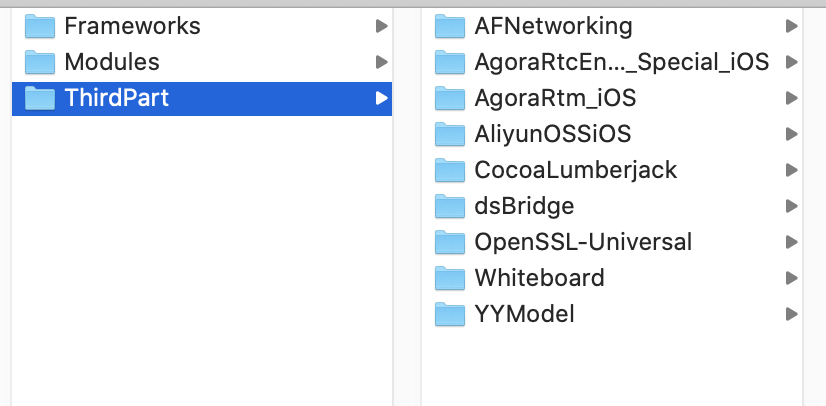 Frameworks
Modules
ThirdPart
AFNetworking
AgoraRtcEn..._Special_iOS
AgoraRtm_iOS
AliyunOSSiOS
CocoaLumberjack
dsBridge
OpenSSL-Universal
Whiteboard
YYModel